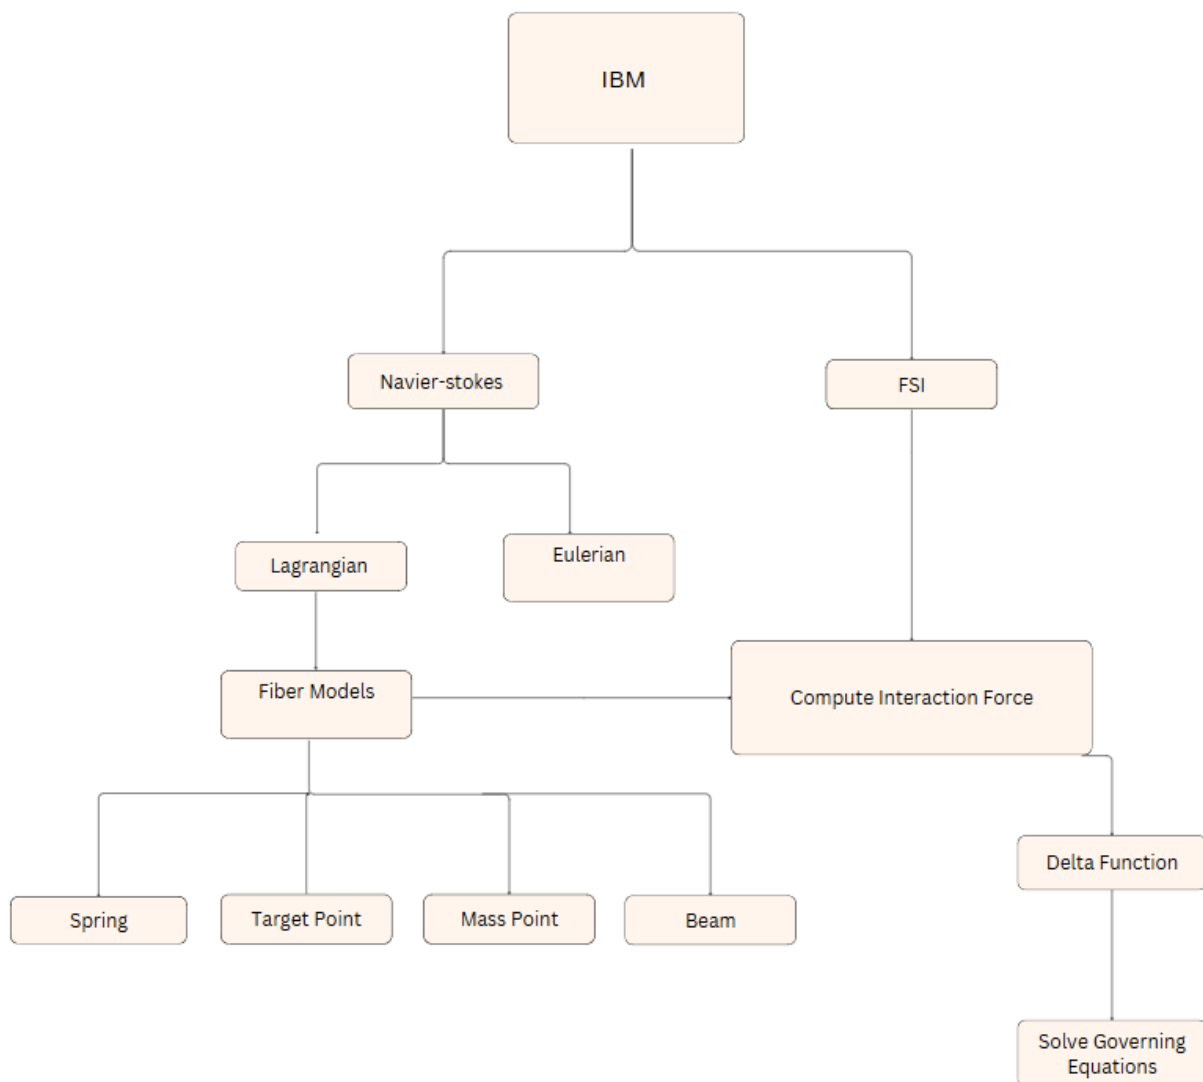 IBM
Navier-stokes
FSI
Lagrangian
Eulerian
Fiber Models
Compute Interaction Force
Delta Function
Spring
Target Point
Mass Point
Beam
Solve Governing
Equations